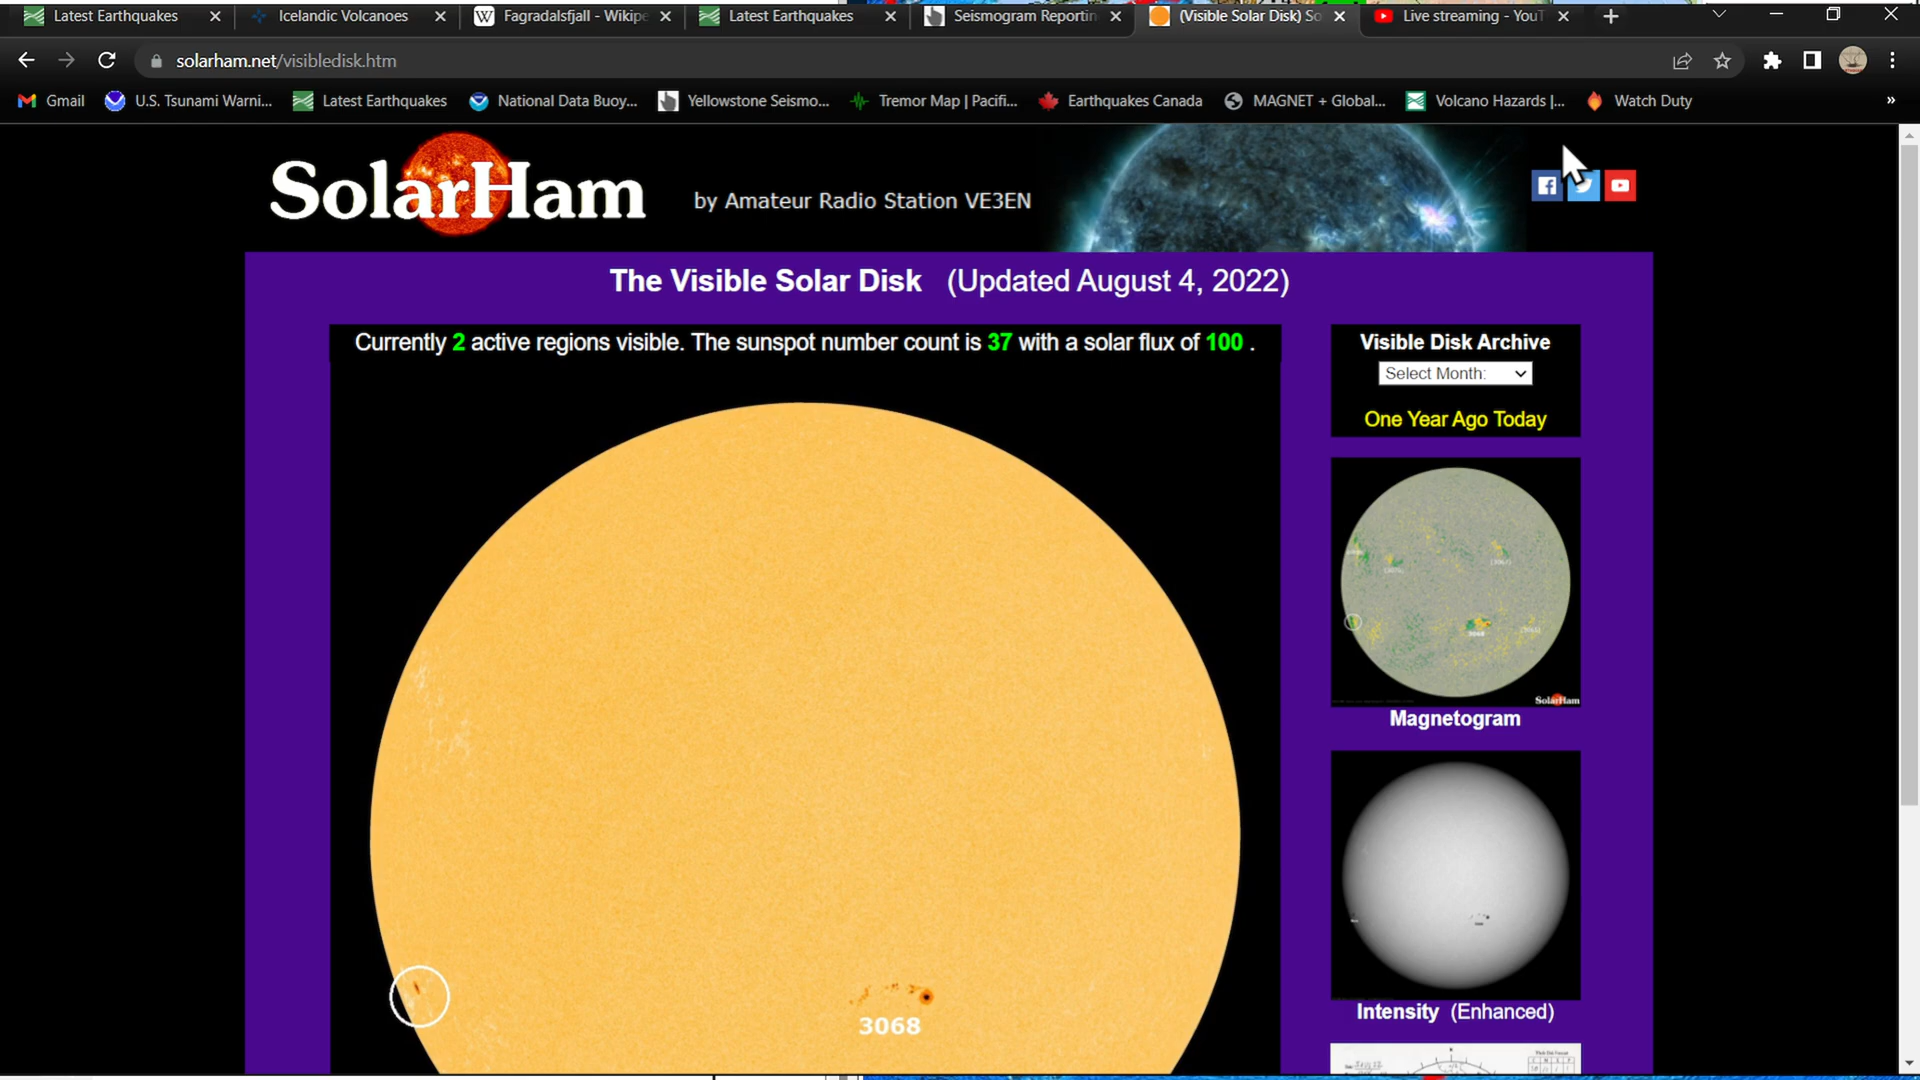 Latest Earthquakes
Icelandic Volcanoes
Fagradalsfjall - Wikipe
Latest Earthquakes
Seismogram Reportin
(Visible Solar Disk) So
Live streaming - YouT
solarham.net/visibledisk.htm
Gmail
U.S. Tsunami Warni...
Latest Earthquakes
National Data Buoy...
Yellowstone Seismo...
Tremor Map | Pacifi...
Earthquakes Canada
MAGNET + Global...
Volcano Hazards |...
Watch Duty
»
SolarHam
by Amateur Radio Station VE3EN
The Visible Solar Disk (Updated August 4, 2022)
Currently 2 active regions visible. The sunspot number count is 37 with a solar flux of 100 .
Visible Disk Archive
Select Month:
One Year Ago Today
SolarHam
Magnetogram
Intensity (Enhanced)
3068